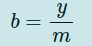 b = y/m